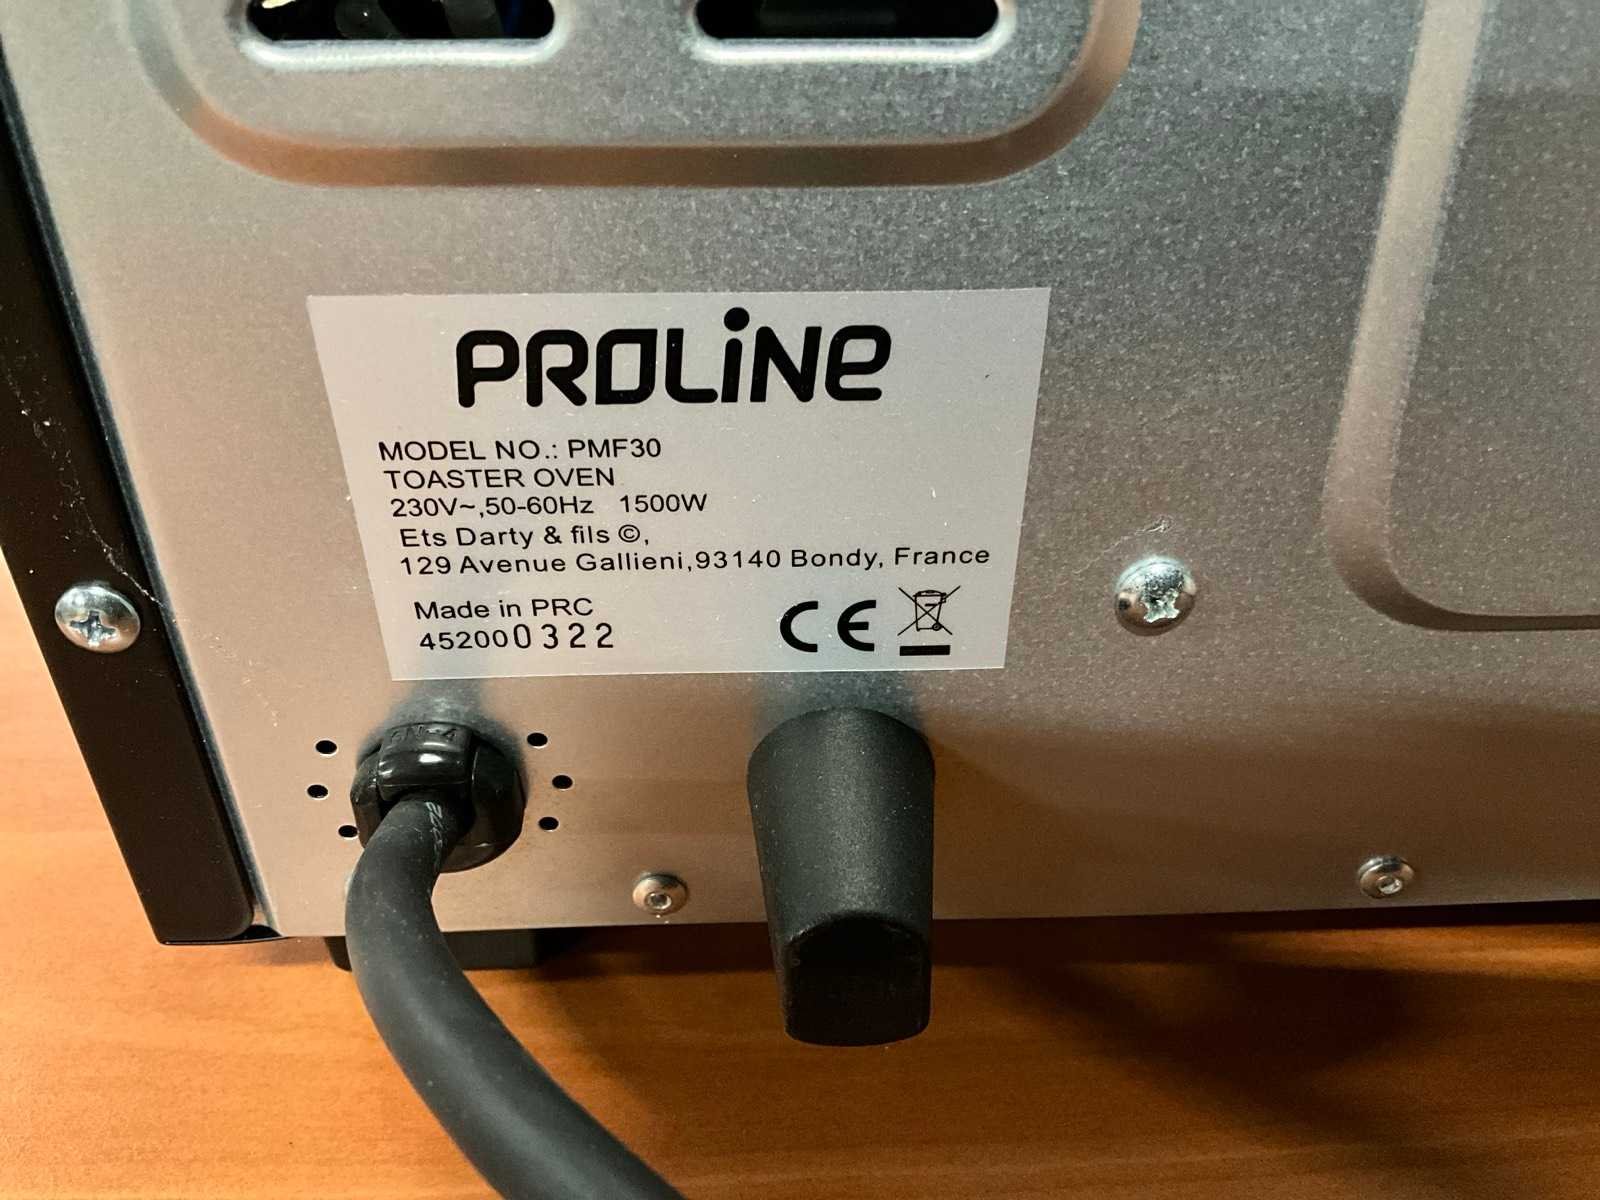 PROLiNe
MODEL NO.: PMF30
TOASTER OVEN
230V~,50-60Hz 1500W
Ets Darty & fils ©,
129 Avenue Gallieni,93140 Bondy, France
Made in PRC
4520000322
CE